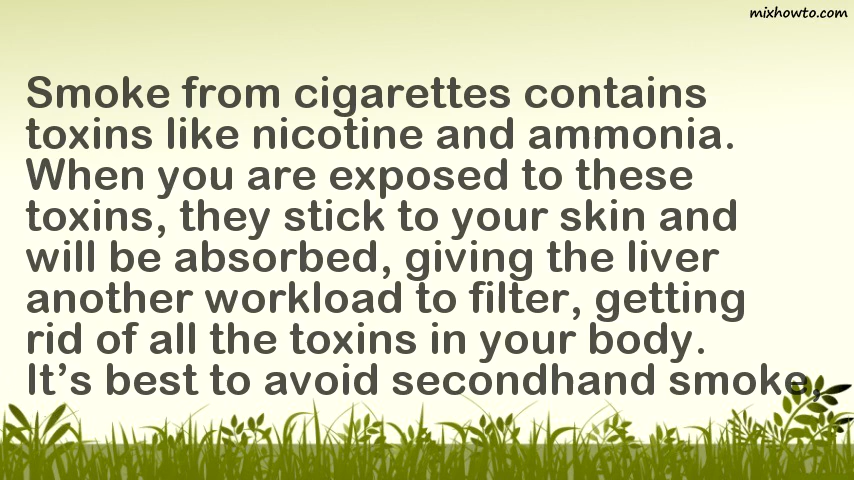 mixhowto.com
Smoke from cigarettes contains
toxins like nicotine and ammonia.
When you are exposed to these
toxins, they stick to your skin and
will be absorbed, giving the liver
another workload to filter, getting
rid of all the toxins in your body.
It’s best to avoid secondhand smoke,